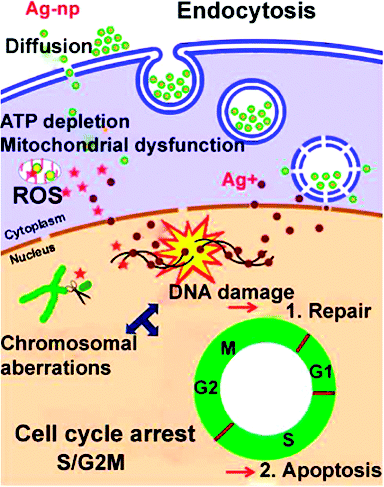 Ag-np
Endocytosis
Diffusion
ATP depletion
Mitochondrial dysfunction
ROS
Ag+
Cytoplasm
Nucleus
DNA damage
1. Repair
Chromosomal
aberrations
M
G1
G2
S
Cell cycle arrest
S/G2M
2. Apoptosis